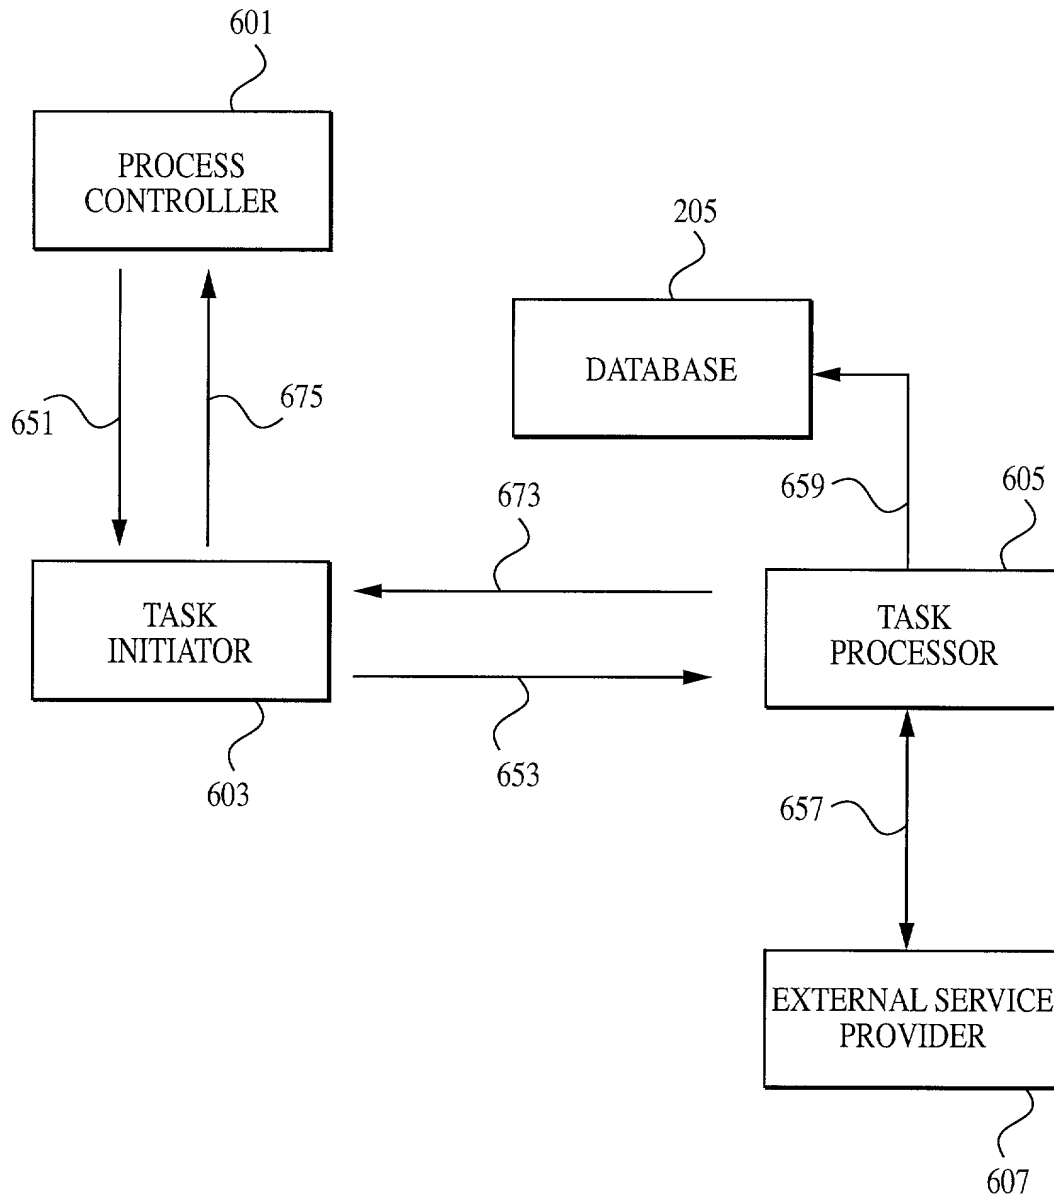 601
PROCESS
CONTROLLER
205
DATABASE
651
675
659
605
673
TASK
INITIATOR
TASK
PROCESSOR
653
603
657
EXTERNAL SERVICE
PROVIDER
607